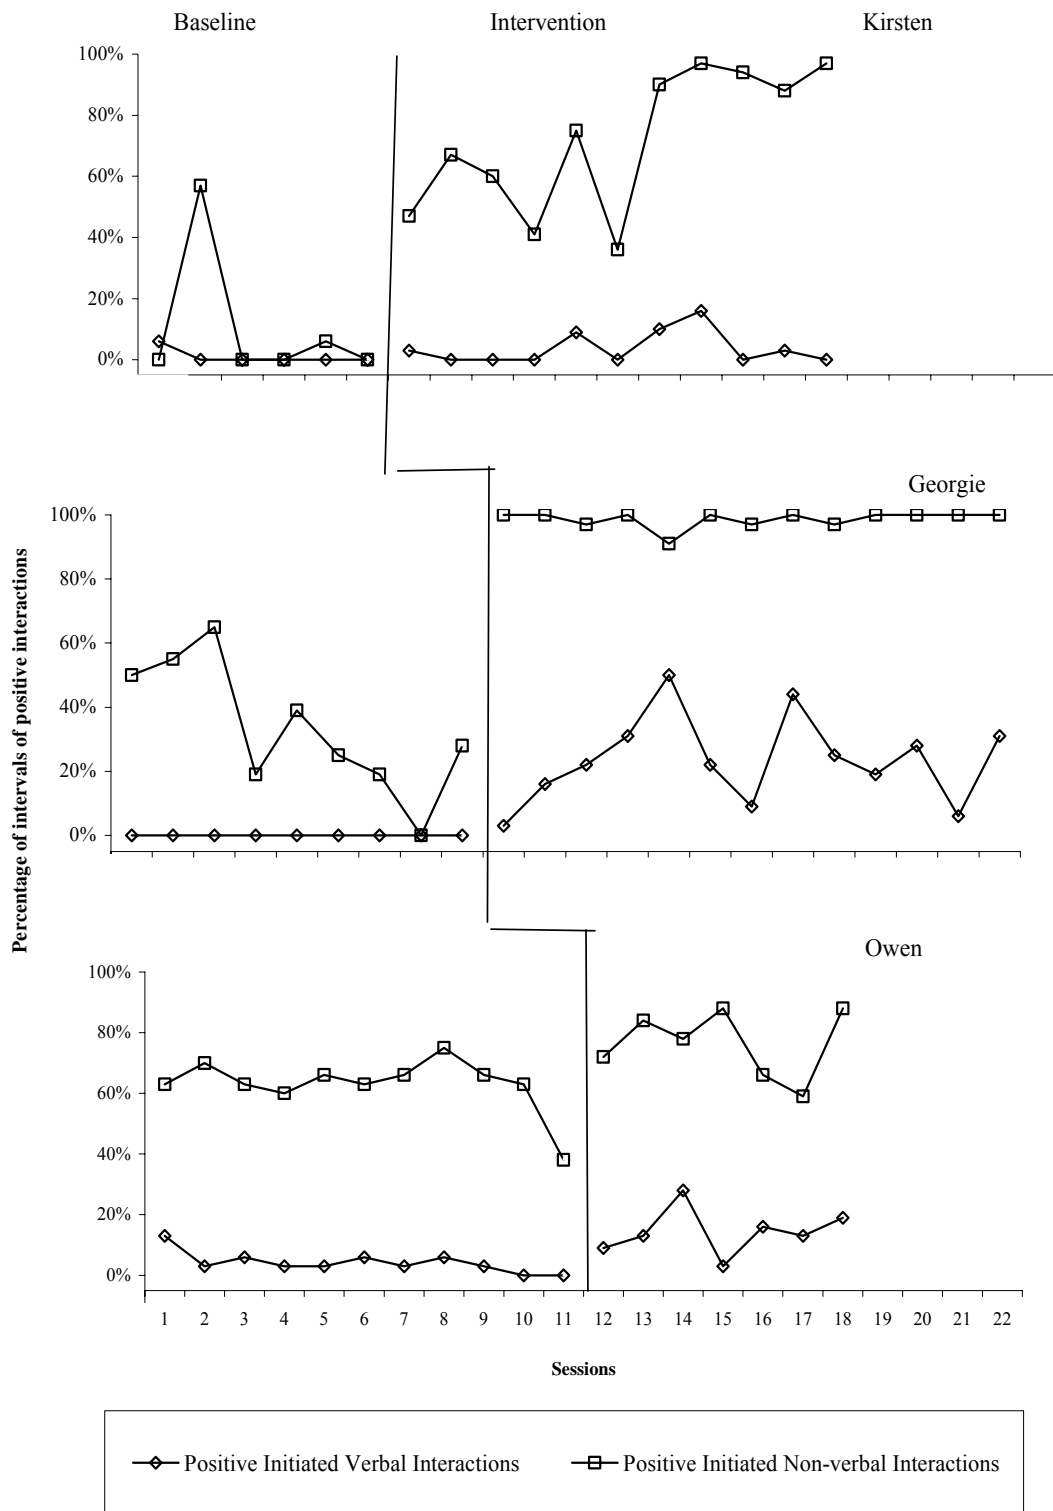 Baseline Intervention Kirsten
100%
80%
60%
40%
20%
0%
Georgie
100%
80%
60%
40%
20%
0%
Percentage of intervals of positive interactions
Owen
100%
80%
60%
40%
20%
0%
1 2 3 4 5 6 7 8 9 10 11 12 13 14 15 16 17 18 19 20 21 22
Sessions
Positive Initiated Verbal Interactions Positive Initiated Non-verbal Interactions